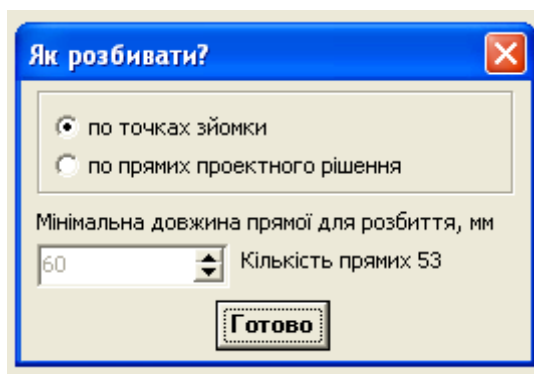 Як розбивати?
по точках зйомки
по прямих проектного рішення
Мінімальна довжина прямої для розбиття, мм
60 Кількість прямих 53
Готово